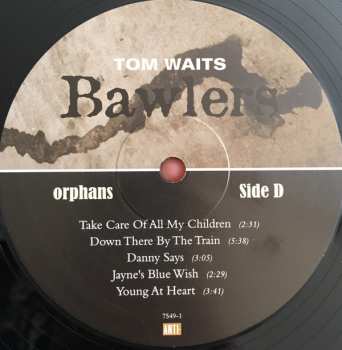 TOM WAITS
Bawlers
orphans
Side D
Take Care Of All My Children (2:31)
Down There By The Train (5:38)
Danny Says (3:05)
Jayne's Blue Wish (2:29)
Young At Heart (3:41)
7549-1
ANTI-